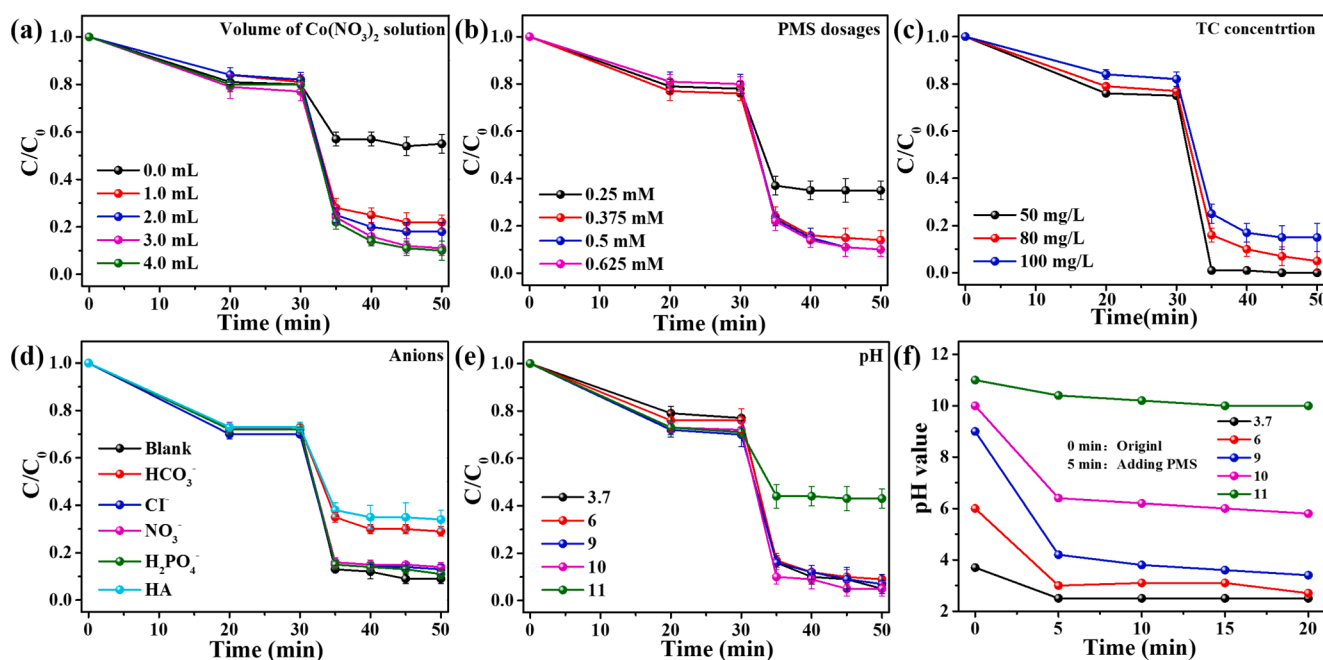 (a)
Volume of Co(NO₃)₂ solution
1.0
0.8
0.6
0.4
0.2
0.0
C/C₀
0.0 mL
1.0 mL
2.0 mL
3.0 mL
4.0 mL
0 10 20 30 40 50
Time (min)
(b)
PMS dosages
1.0
0.8
0.6
0.4
0.2
0.0
C/C₀
0.25 mM
0.375 mM
0.5 mM
0.625 mM
0 10 20 30 40 50
Time (min)
(c)
TC concentrtion
1.0
0.8
0.6
0.4
0.2
0.0
C/C₀
50 mg/L
80 mg/L
100 mg/L
0 10 20 30 40 50
Time(min)
(d)
Anions
1.0
0.8
0.6
0.4
0.2
0.0
C/C₀
Blank
HCO₃⁻
Cl⁻
NO₃⁻
H₂PO₄⁻
HA
0 10 20 30 40 50
Time (min)
(e)
pH
1.0
0.8
0.6
0.4
0.2
0.0
C/C₀
3.7
6
9
10
11
0 10 20 30 40 50
Time (min)
(f)
12
10
8
6
4
2
pH value
0 min: Originl
5 min: Adding PMS
3.7
6
9
10
11
0 5 10 15 20
Time (min)